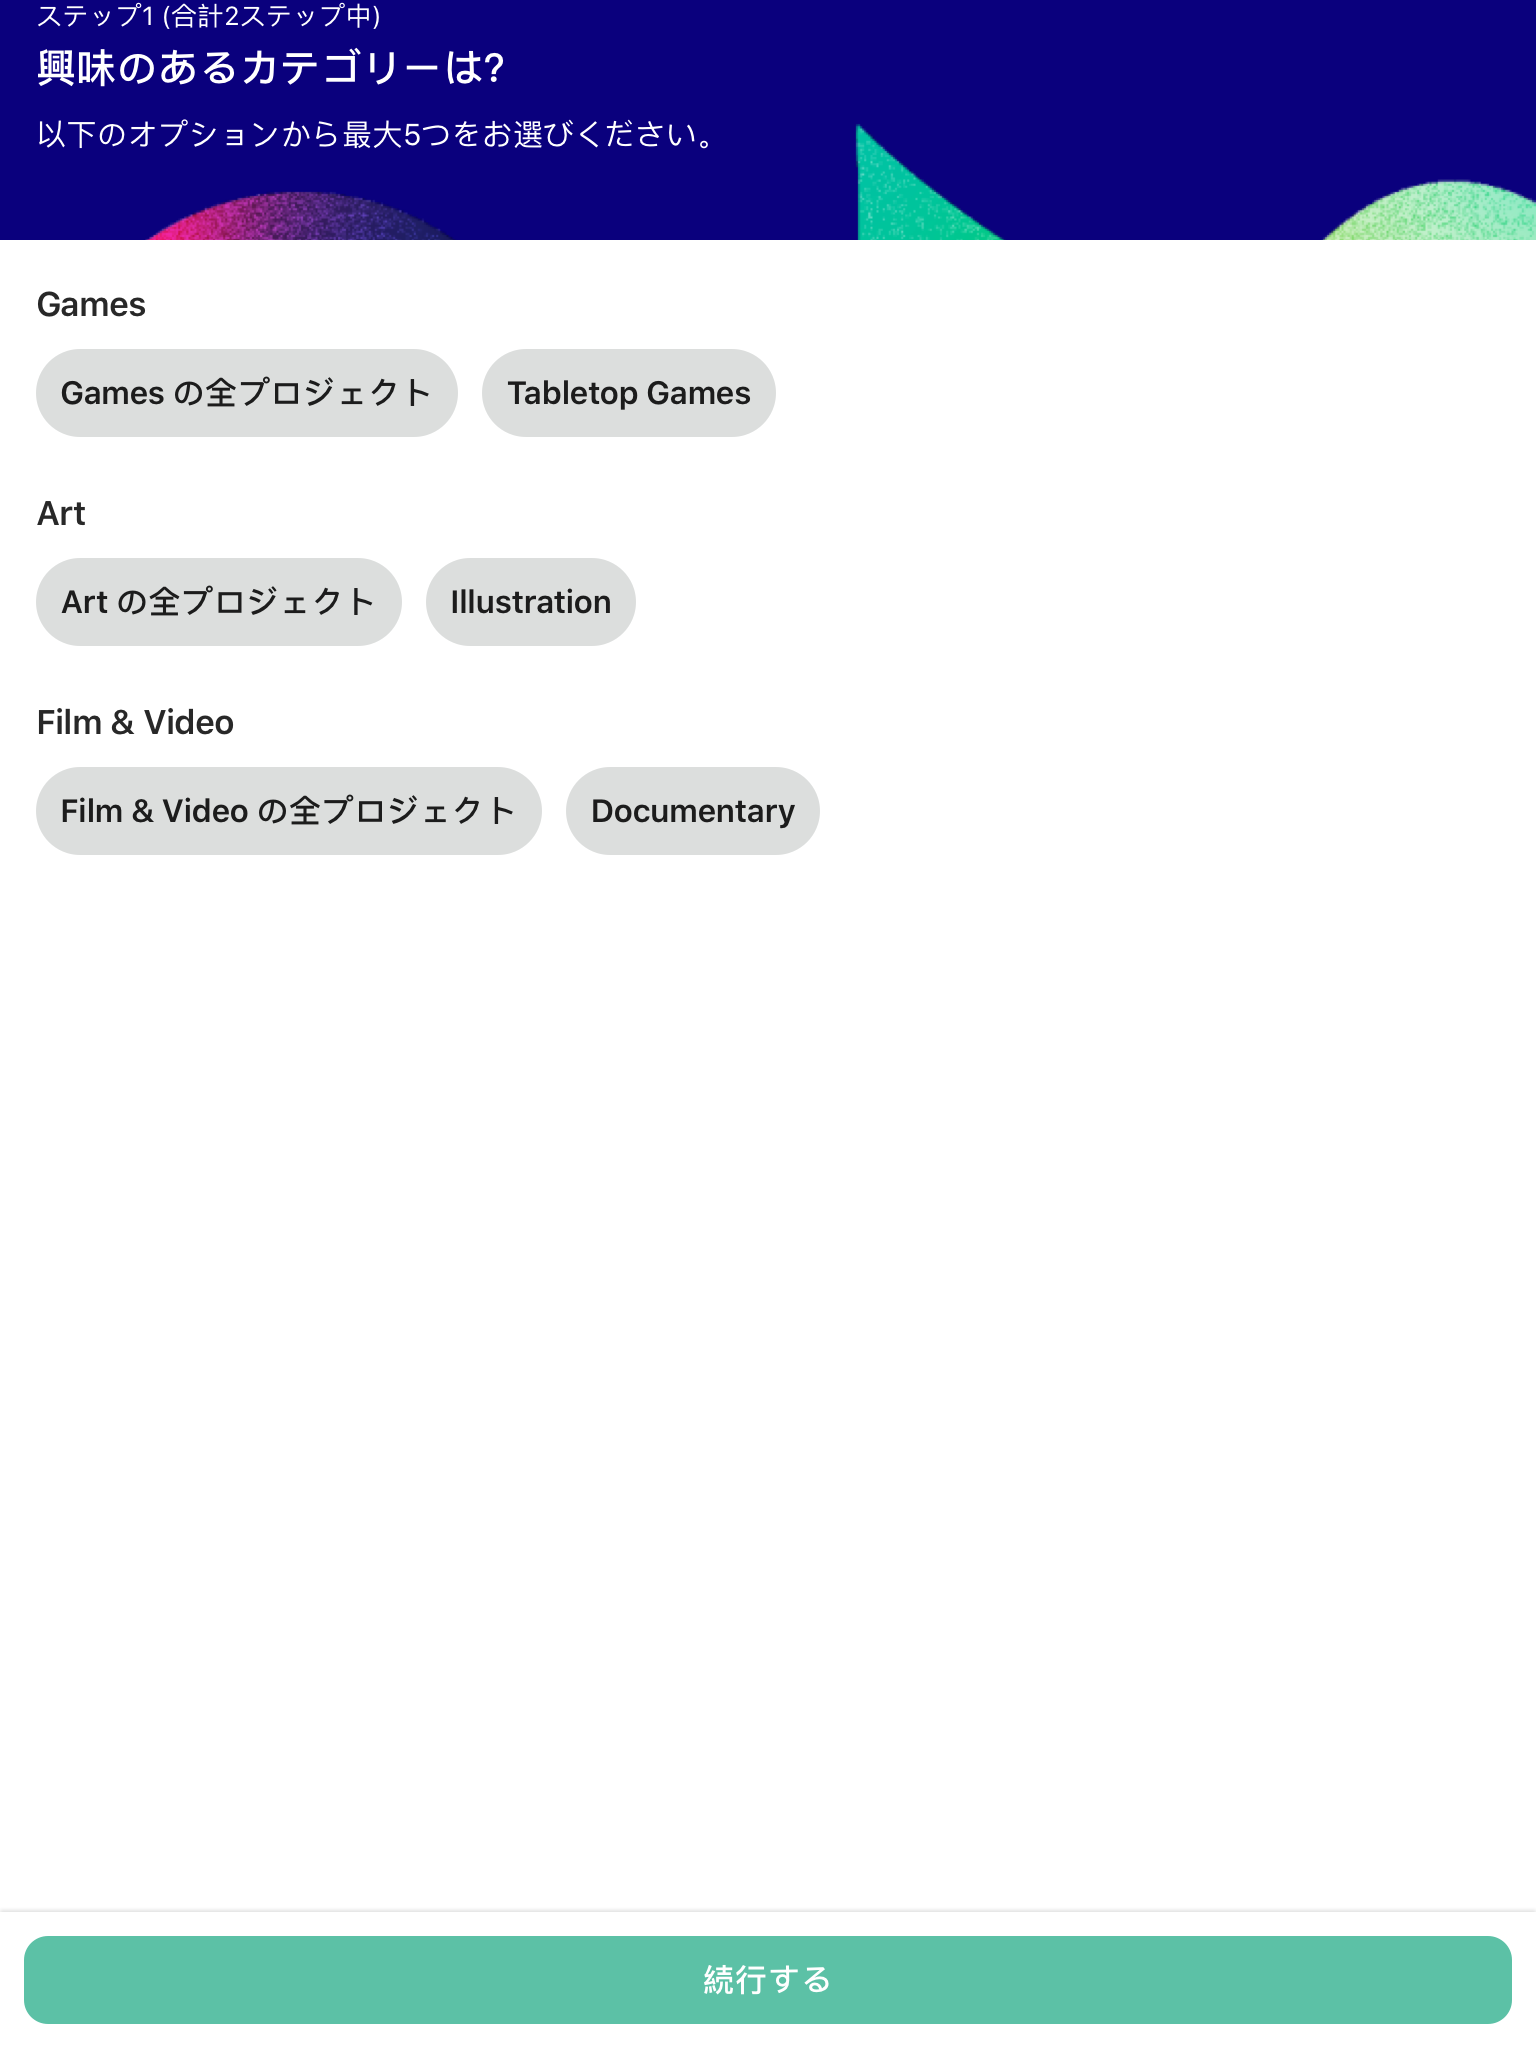 ステップ1 (合計2ステップ中)
興味のあるカテゴリーは?
以下のオプションから最大5つをお選びください。
Games
Games の全プロジェクト
Tabletop Games
Art
Art の全プロジェクト
Illustration
Film & Video
Film & Video の全プロジェクト
Documentary
続行する